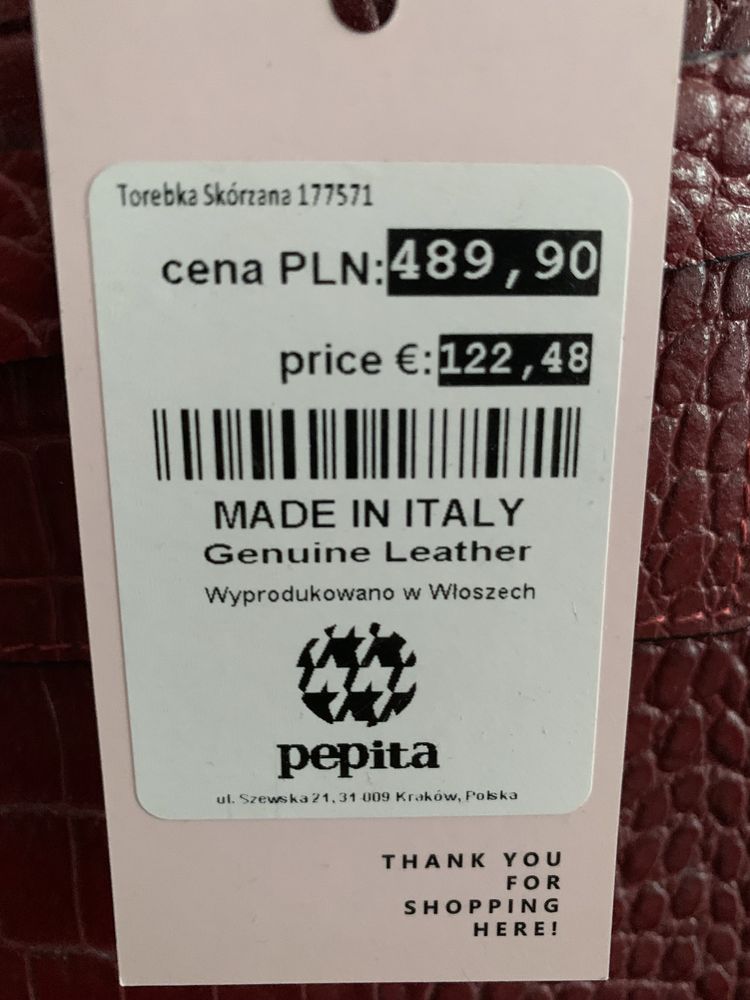 Torebka Skórzana 177571
cena PLN:489,90
price €:122,48
MADE IN ITALY
Genuine Leather
Wyprodukowano w Włoszech
pepita
ul. Szewska 21, 31-009 Kraków, Polska
THANK YOU
FOR
SHOPPING
HERE!